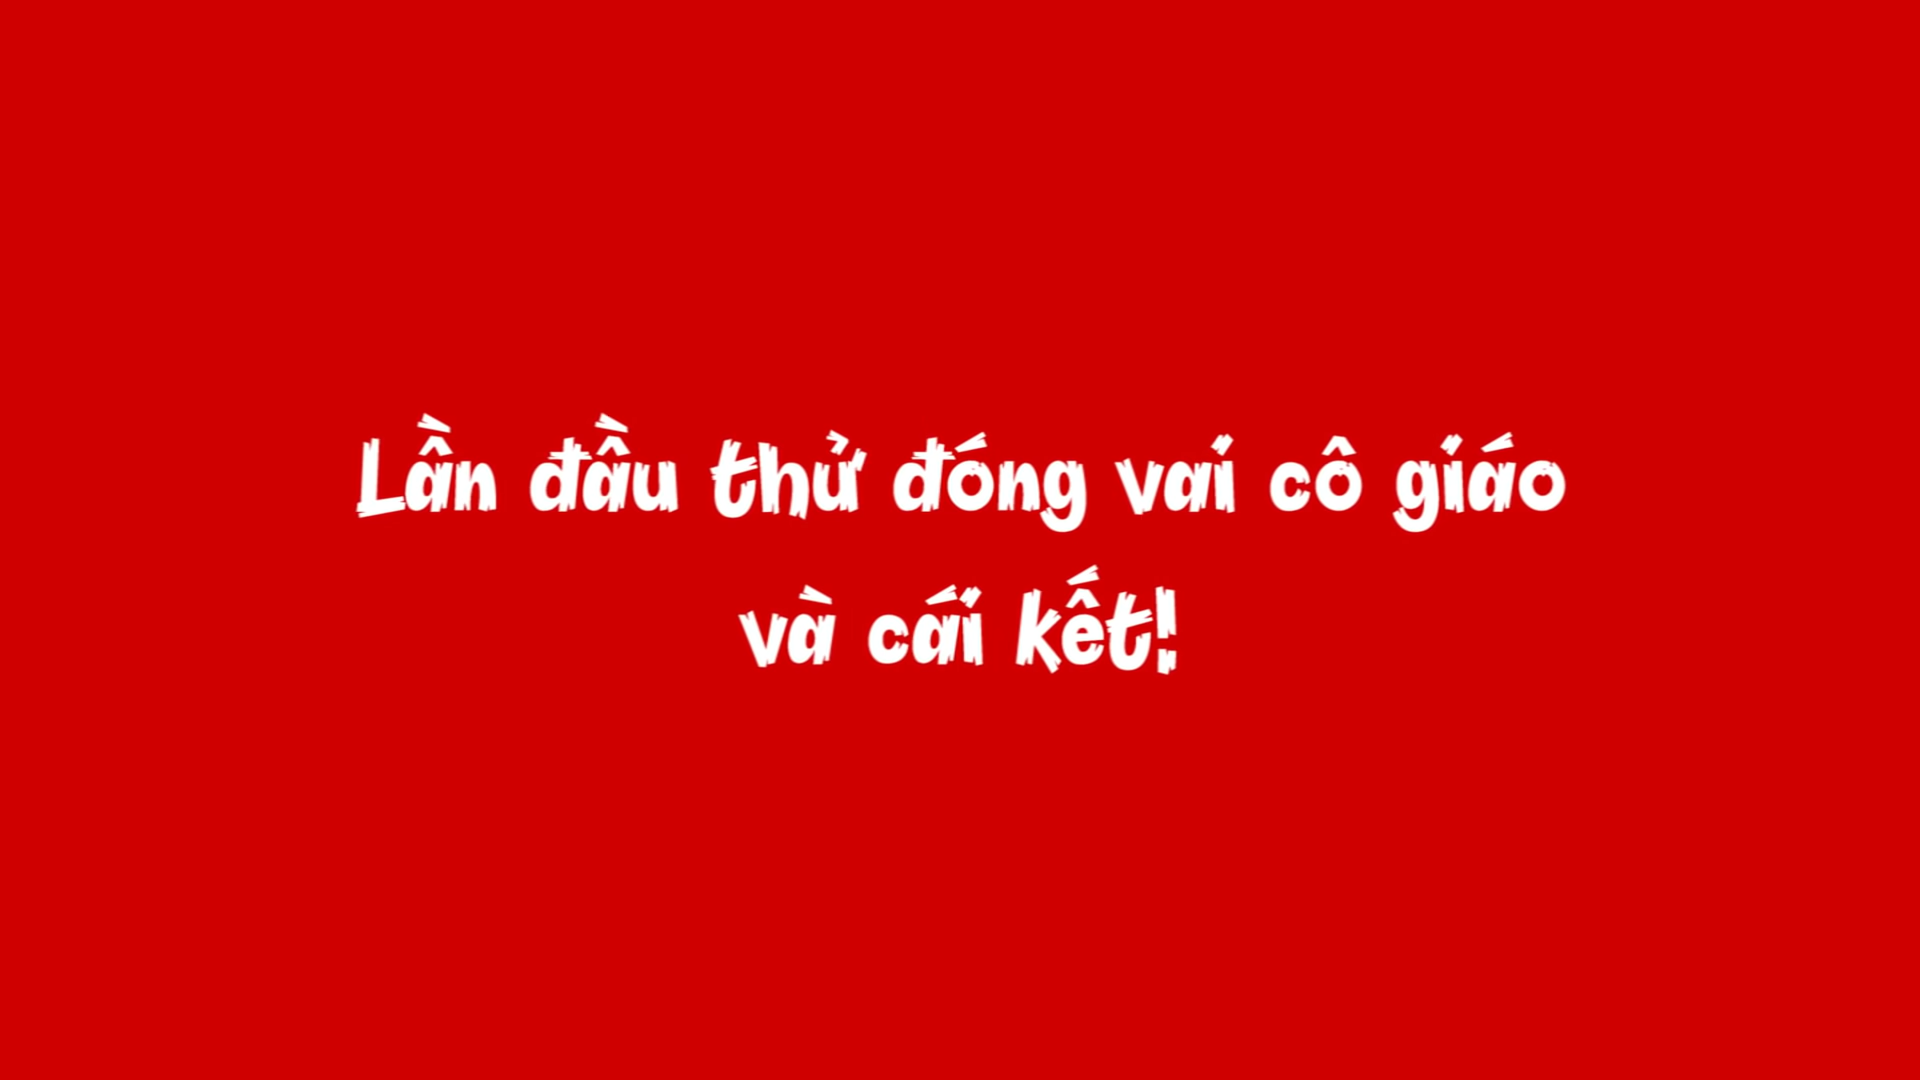 Lần đầu thử đóng vai cô giáo
và cái kết!